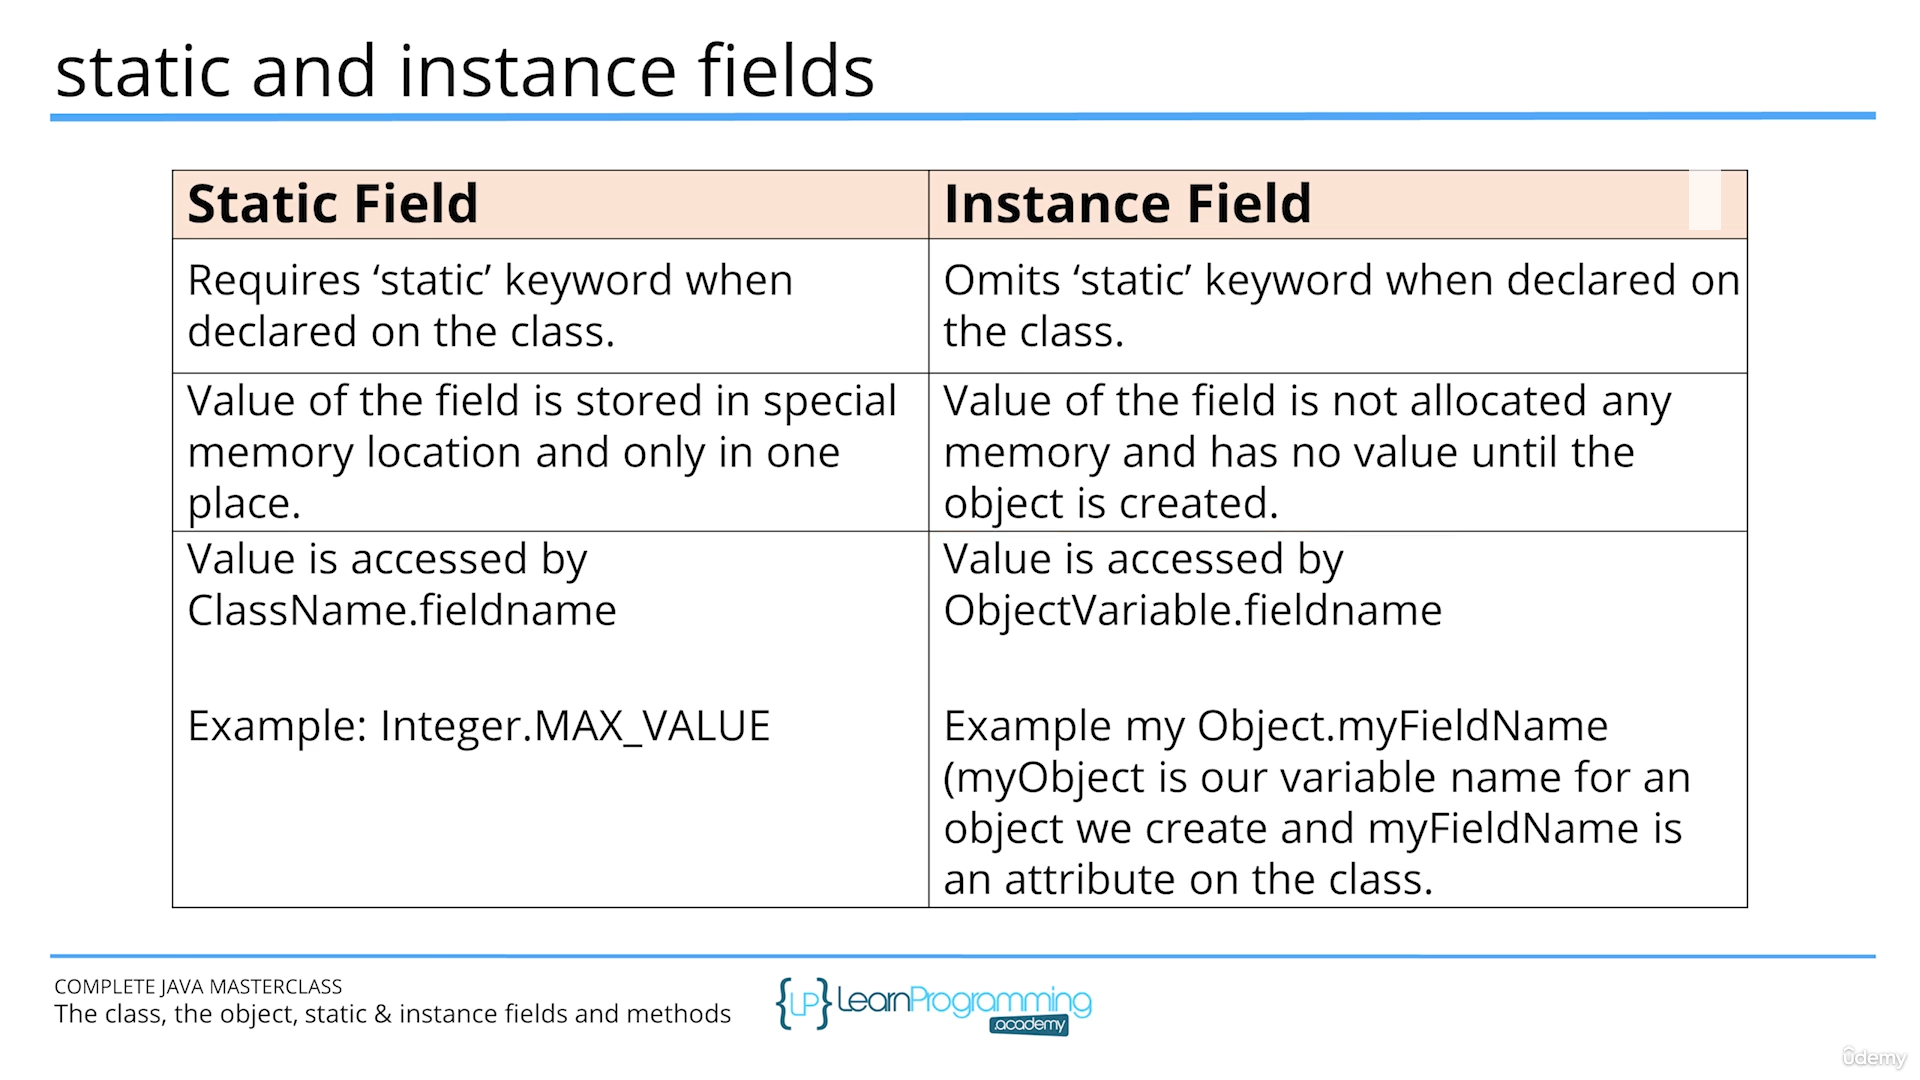 static and instance fields
Static Field
Instance Field
Requires ‘static’ keyword when
declared on the class.
Omits ‘static’ keyword when declared on
the class.
Value of the field is stored in special
memory location and only in one
place.
Value of the field is not allocated any
memory and has no value until the
object is created.
Value is accessed by
ClassName.fieldname
Example: Integer.MAX_VALUE
Value is accessed by
ObjectVariable.fieldname
Example my Object.myFieldName
(myObject is our variable name for an
object we create and myFieldName is
an attribute on the class.
COMPLETE JAVA MASTERCLASS
The class, the object, static & instance fields and methods
{LP} LearnProgramming
.academy
ûdemy